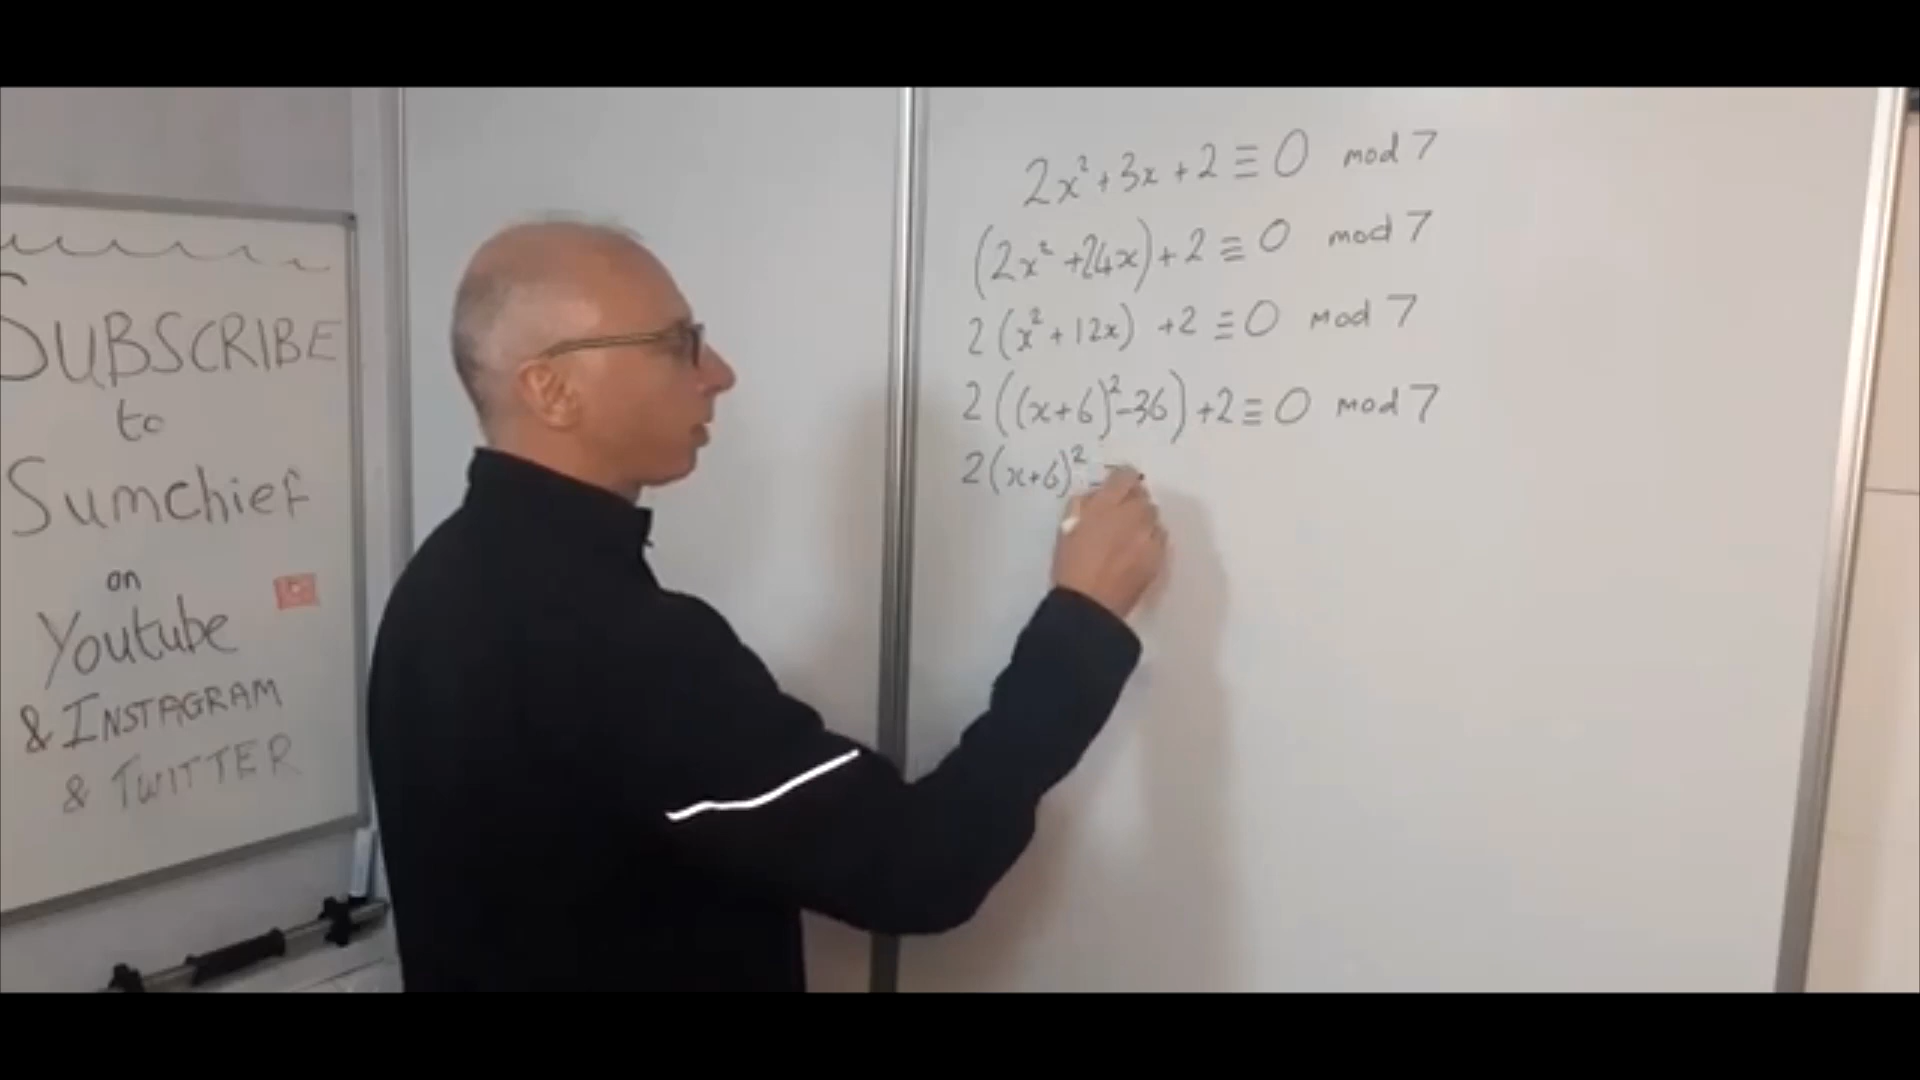 SUBSCRIBE
to
Sumchief
on
Youtube
& INSTAGRAM
& TWITTER
2x²+3x+2≡0 mod 7
(2x²+24x)+2≡0 mod 7
2(x²+12x)+2≡0 mod 7
2((x+6)²-36)+2≡0 mod 7
2(x+6)²-7